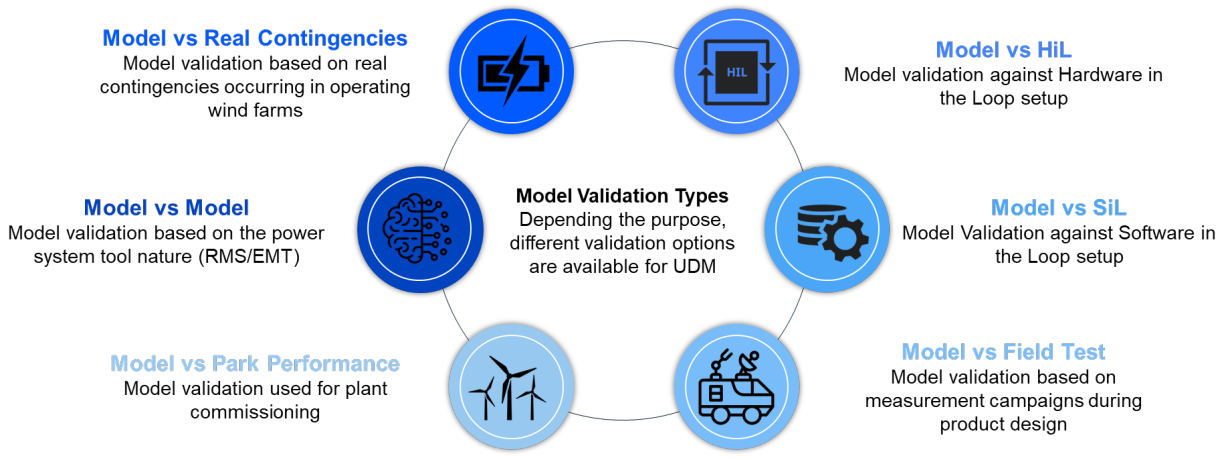 Model vs Real Contingencies
Model validation based on real
contingencies occurring in operating
wind farms
HIL
Model vs HiL
Model validation against Hardware in
the Loop setup
Model vs Model
Model validation based on the power
system tool nature (RMS/EMT)
Model Validation Types
Depending the purpose,
different validation options
are available for UDM
Model vs SiL
Model Validation against Software in
the Loop setup
Model vs Park Performance
Model validation used for plant
commissioning
Model vs Field Test
Model validation based on
measurement campaigns during
product design